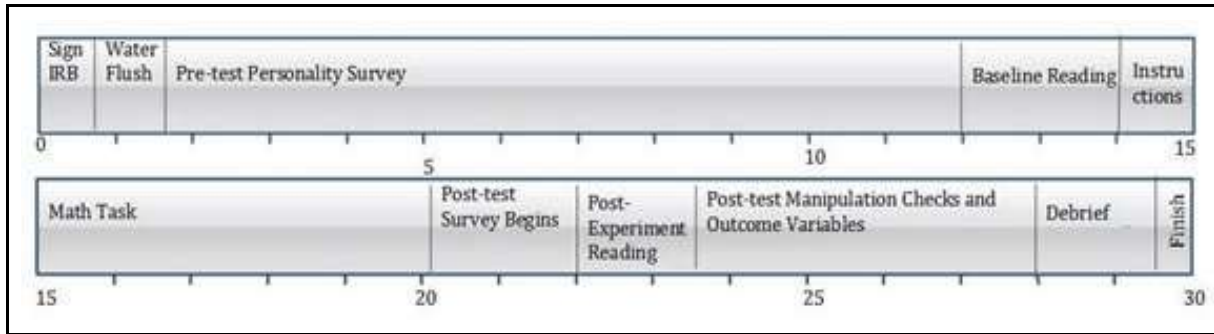 Sign
IRB
Water
Flush
Pre-test Personality Survey
Baseline Reading
Instru
ctions
0
5
10
15
Math Task
Post-test
Survey Begins
Post-
Experiment
Reading
Post-test Manipulation Checks and
Outcome Variables
Debrief
Finish
15
20
25
30